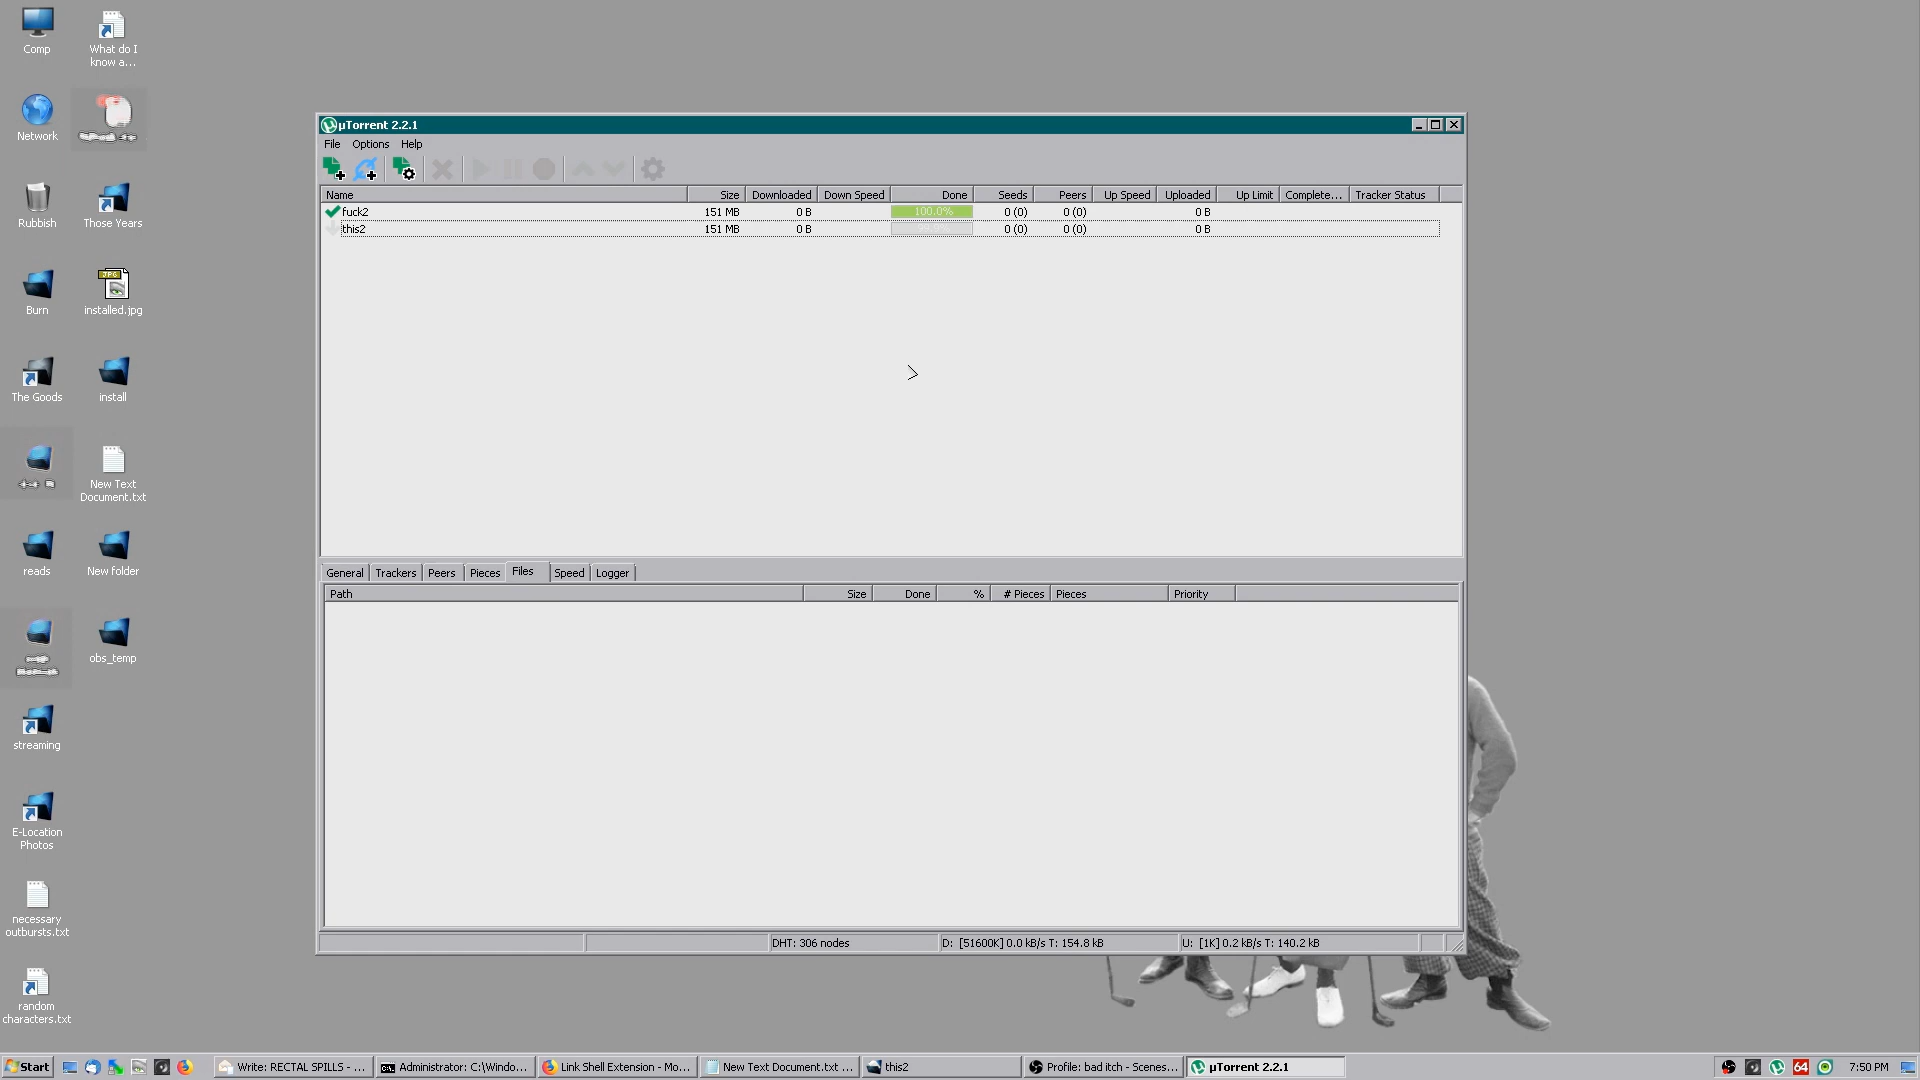 Comp
What do I
know a...
Network
Rubbish
Those Years
Burn
JPG
installed.jpg
The Goods
install
New Text
Document.txt
reads
New folder
obs_temp
streaming
E-Location
Photos
necessary
outbursts.txt
random
characters.txt
µTorrent 2.2.1
File Options Help
Name Size Downloaded Down Speed Done Seeds Peers Up Speed Uploaded Up Limit Complete... Tracker Status
fuck2 151 MB 0 B 100.0% 0 (0) 0 (0) 0 B
this2 151 MB 0 B 0 (0) 0 (0) 0 B
General Trackers Peers Pieces Files Speed Logger
Path Size Done % # Pieces Pieces Priority
DHT: 306 nodes D: [51600K] 0.0 kB/s T: 154.8 kB U: [1K] 0.2 kB/s T: 140.2 kB
Start Write: RECTAL SPILLS - ... Administrator: C:\Windo... Link Shell Extension - Mo... New Text Document.txt ... this2 Profile: bad itch - Scenes... µTorrent 2.2.1 64 7:50 PM